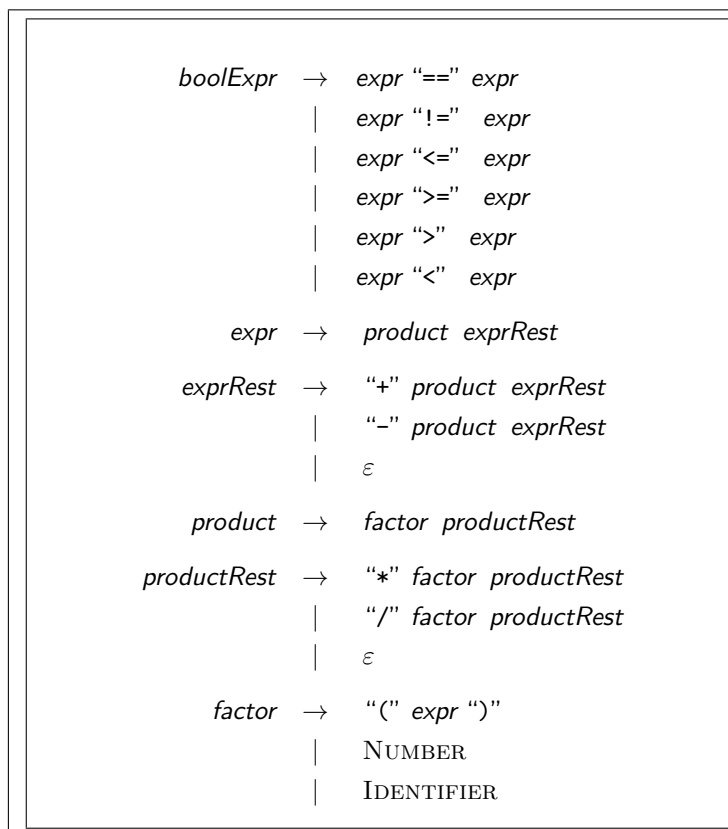 boolExpr → expr “==” expr
| expr “!=” expr
| expr “<=” expr
| expr “>=” expr
| expr “>” expr
| expr “<” expr
expr → product exprRest
exprRest → “+” product exprRest
| “-” product exprRest
| ε
product → factor productRest
productRest → “*” factor productRest
| “/” factor productRest
| ε
factor → “(” expr “)”
| NUMBER
| IDENTIFIER